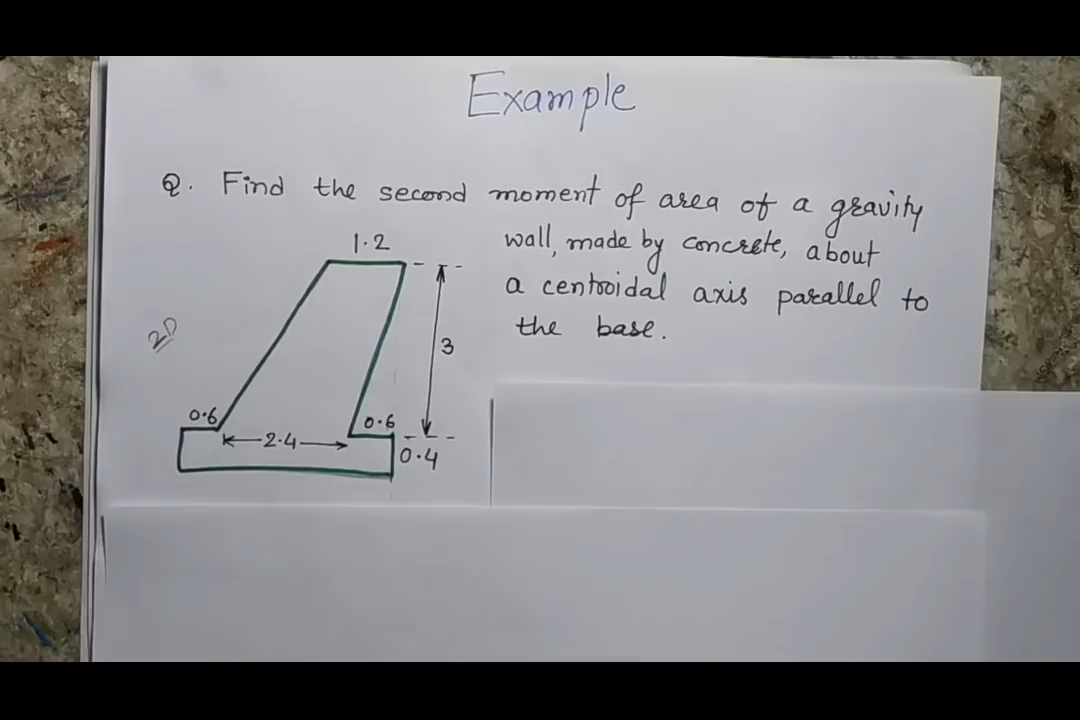 Example
Q. Find the second moment of area of a gravity
wall, made by concrete, about
a centroidal axis parallel to
the base.
1.2
3
2D
0.6
0.6
2.4
0.4